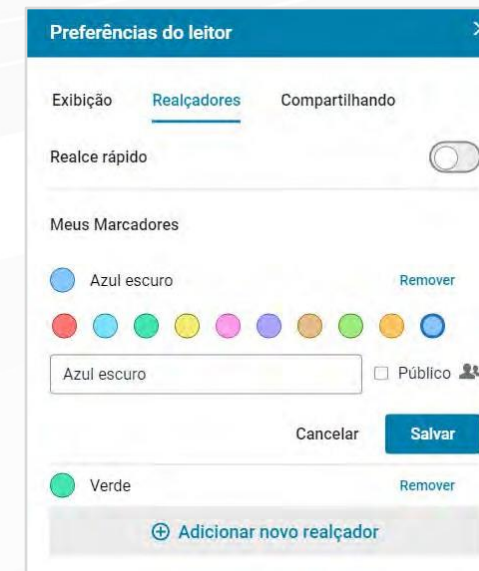 Preferências do leitor
Exibição Realçadores Compartilhando
Realce rápido
Meus Marcadores
Azul escuro Remover
Azul escuro Público
Cancelar Salvar
Verde Remover
Adicionar novo realçador